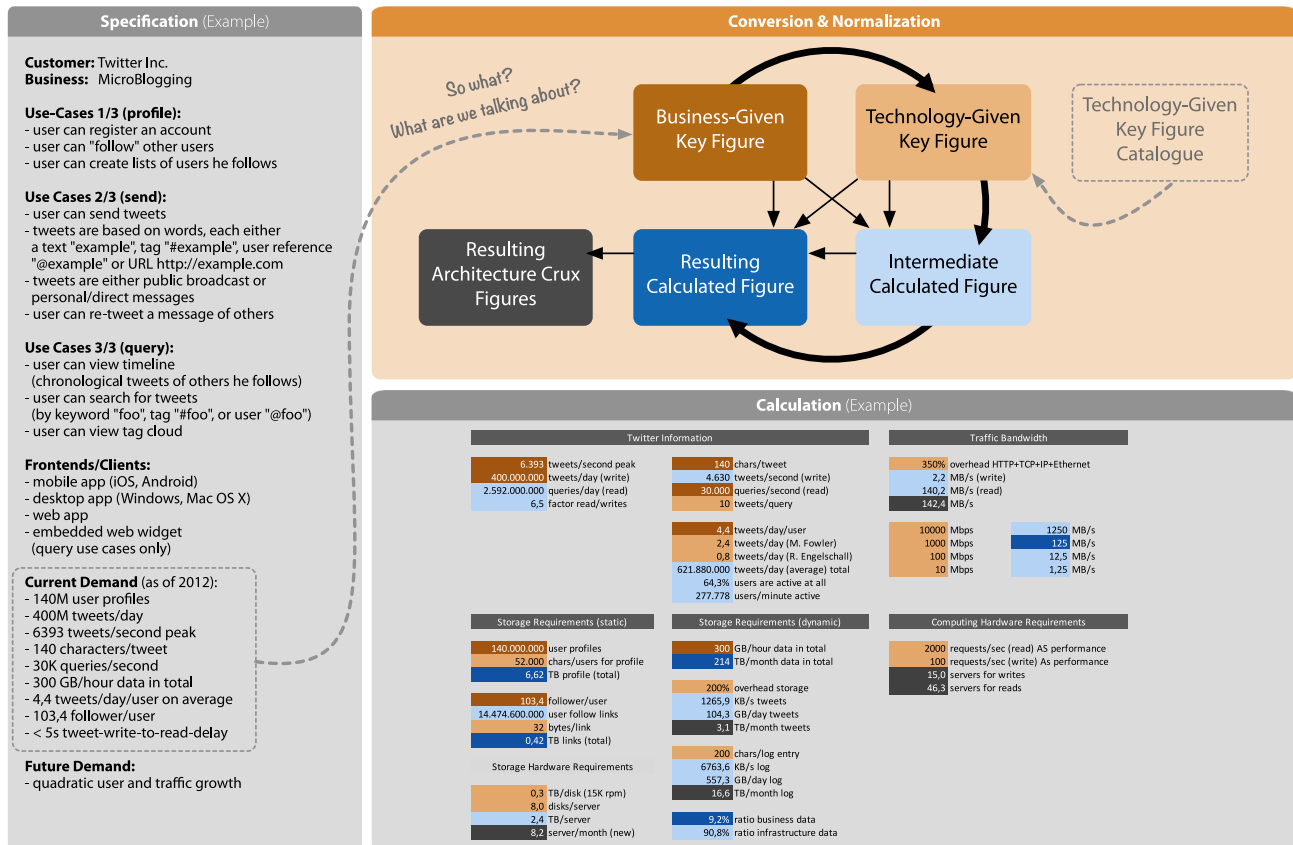 Specification (Example)
Customer: Twitter Inc.
Business: MicroBlogging
Use-Cases 1/3 (profile):
- user can register an account
- user can "follow" other users
- user can create lists of users he follows
Use Cases 2/3 (send):
- user can send tweets
- tweets are based on words, each either
a text "example", tag "#example", user reference
"@example" or URL http://example.com
- tweets are either public broadcast or
personal/direct messages
- user can re-tweet a message of others
Use Cases 3/3 (query):
- user can view timeline
(chronological tweets of others he follows)
- user can search for tweets
(by keyword "foo", tag "#foo", or user "@foo")
- user can view tag cloud
Frontends/Clients:
- mobile app (iOS, Android)
- desktop app (Windows, Mac OS X)
- web app
- embedded web widget
(query use cases only)
Current Demand (as of 2012):
- 140M user profiles
- 400M tweets/day
- 6393 tweets/second peak
- 140 characters/tweet
- 30K queries/second
- 300 GB/hour data in total
- 4,4 tweets/day/user on average
- 103,4 follower/user
- < 5s tweet-write-to-read-delay
Future Demand:
- quadratic user and traffic growth
Conversion & Normalization
So what?
What are we talking about?
Business-Given
Key Figure
Technology-Given
Key Figure
Technology-Given
Key Figure
Catalogue
Resulting
Architecture Crux
Figures
Resulting
Calculated Figure
Intermediate
Calculated Figure
Calculation (Example)
Twitter Information
6.393 tweets/second peak
400.000.000 tweets/day (write)
2.592.000.000 queries/day (read)
6,5 factor read/writes
140 chars/tweet
4.630 tweets/second (write)
30.000 queries/second (read)
10 tweets/query
4,4 tweets/day/user
2,4 tweets/day (M. Fowler)
0,8 tweets/day (R. Engelschall)
621.880.000 tweets/day (average) total
64,3% users are active at all
277.778 users/minute active
Traffic Bandwidth
350% overhead HTTP+TCP+IP+Ethernet
2,2 MB/s (write)
140,2 MB/s (read)
142,4 MB/s
10000 Mbps 1250 MB/s
1000 Mbps 125 MB/s
100 Mbps 12,5 MB/s
10 Mbps 1,25 MB/s
Storage Requirements (static)
140.000.000 user profiles
52.000 chars/users for profile
6,62 TB profile (total)
103,4 follower/user
14.474.600.000 user follow links
32 bytes/link
0,42 TB links (total)
Storage Hardware Requirements
0,3 TB/disk (15K rpm)
8,0 disks/server
2,4 TB/server
8,2 server/month (new)
Storage Requirements (dynamic)
300 GB/hour data in total
214 TB/month data in total
200% overhead storage
1265,9 KB/s tweets
104,3 GB/day tweets
3,1 TB/month tweets
200 chars/log entry
6763,6 KB/s log
557,3 GB/day log
16,6 TB/month log
9,2% ratio business data
90,8% ratio infrastructure data
Computing Hardware Requirements
2000 requests/sec (read) AS performance
100 requests/sec (write) As performance
15,0 servers for writes
46,3 servers for reads